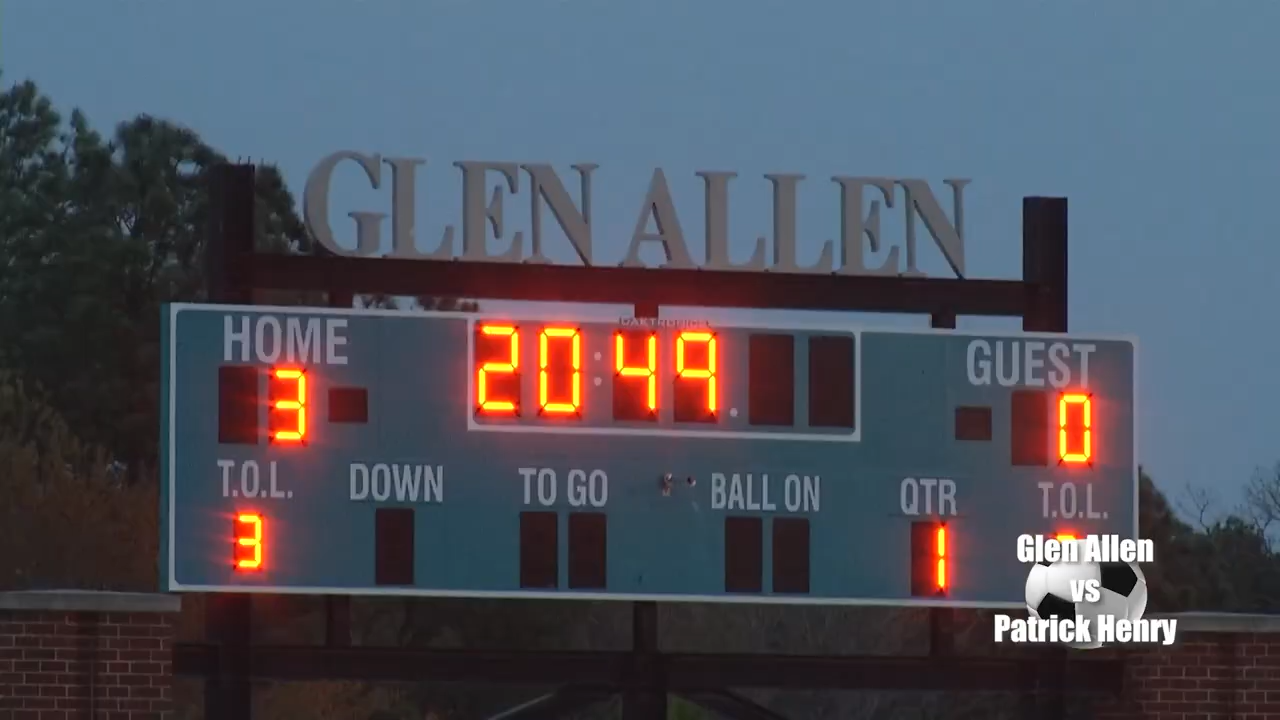 GLEN ALLEN
DAKTRONICS
HOME 20:49 GUEST
3 0
T.O.L. DOWN TO GO BALL ON QTR T.O.L.
3 1
Glen Allen
vs
Patrick Henry